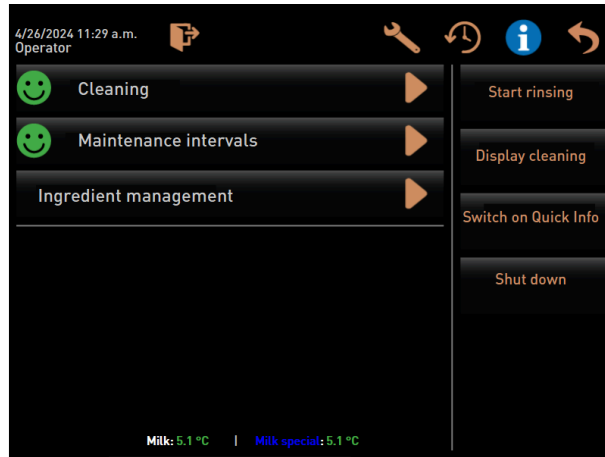 4/26/2024 11:29 a.m.
Operator
Cleaning
Maintenance intervals
Ingredient management
Start rinsing
Display cleaning
Switch on Quick Info
Shut down
Milk: 5.1 °C | Milk special: 5.1 °C